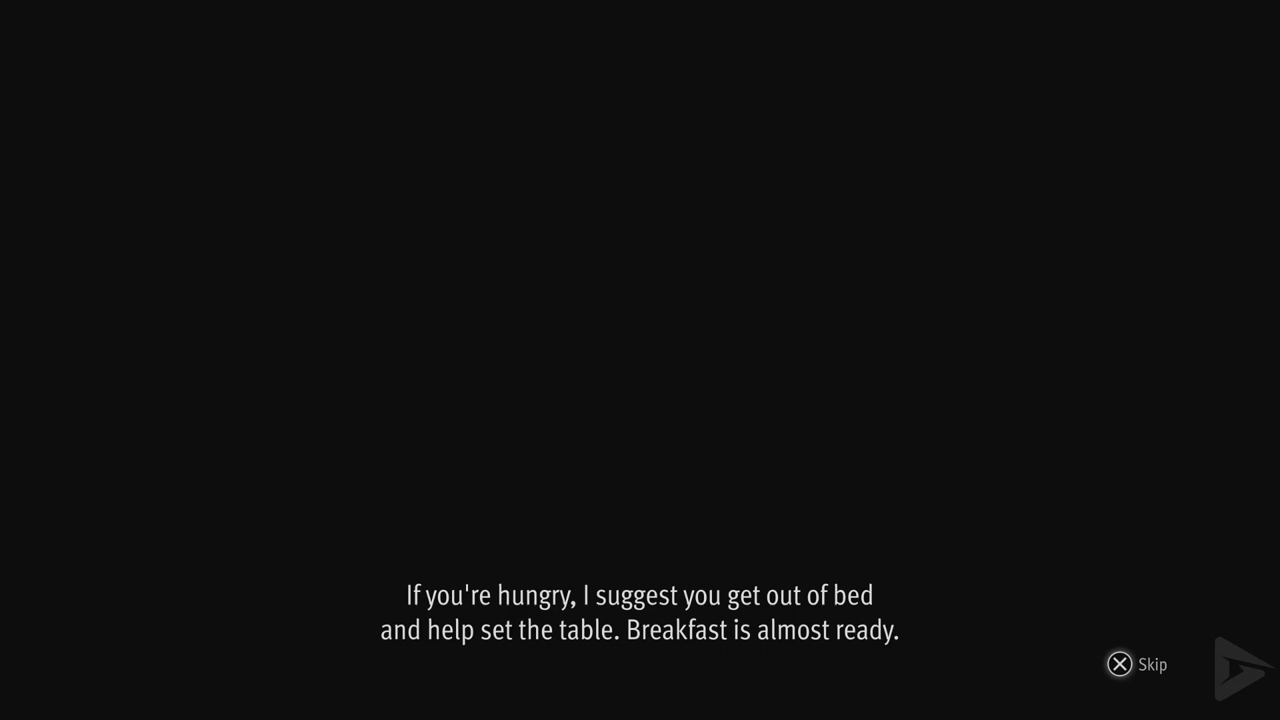 If you're hungry, I suggest you get out of bed
and help set the table. Breakfast is almost ready.
Skip